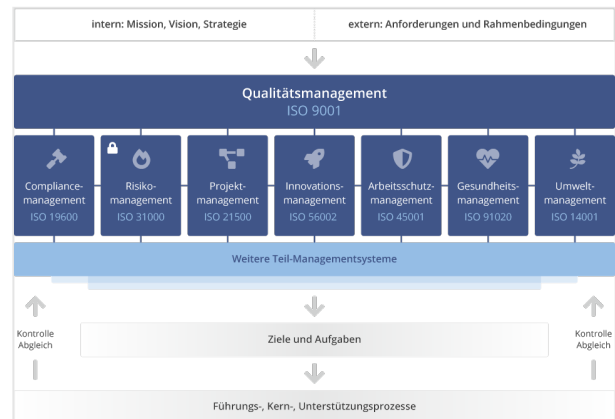 intern: Mission, Vision, Strategie
extern: Anforderungen und Rahmenbedingungen
Qualitätsmanagement
ISO 9001
Compliance-
management
ISO 19600
Risiko-
management
ISO 31000
Projekt-
management
ISO 21500
Innovations-
management
ISO 56002
Arbeitsschutz-
management
ISO 45001
Gesundheits-
management
ISO 91020
Umwelt-
management
ISO 14001
Weitere Teil-Managementsysteme
Kontrolle
Abgleich
Ziele und Aufgaben
Kontrolle
Abgleich
Führungs-, Kern-, Unterstützungsprozesse